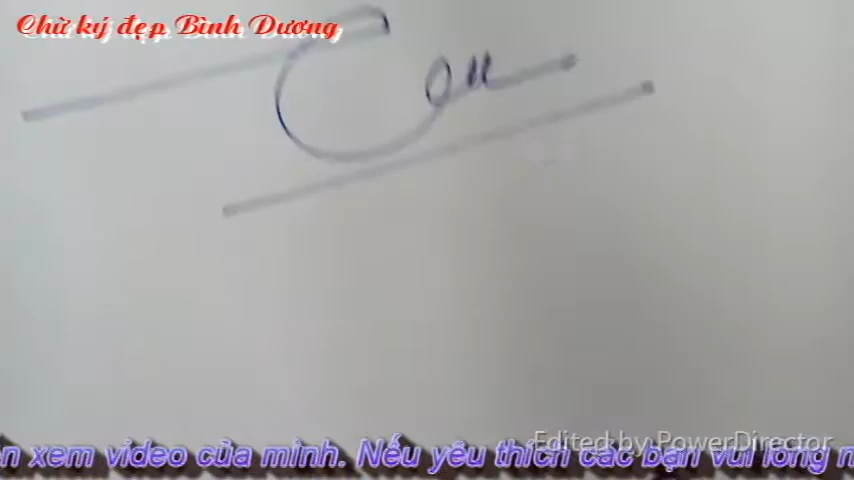 Chữ ký đẹp Bình Dương
Cu
Edited by PowerDirector
n xem video của mình. Nếu yêu thích các bạn vui lòng n